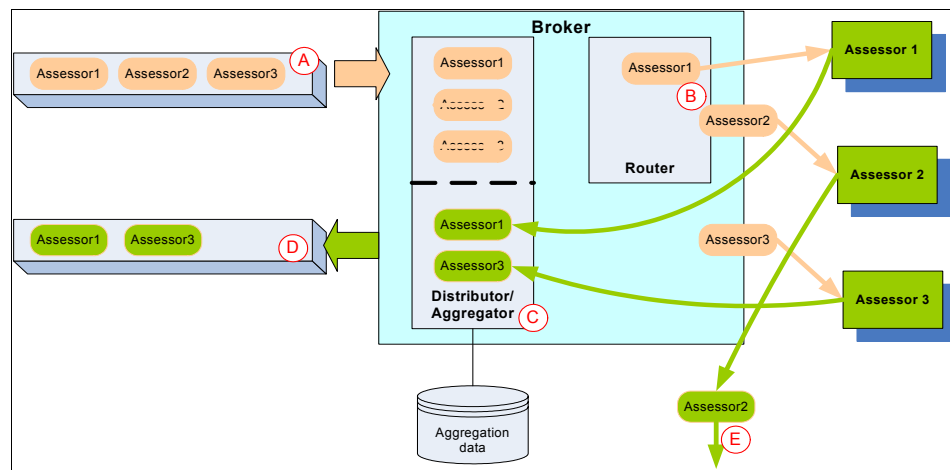 Broker
A
Assessor1 Assessor2 Assessor3
Assessor1
Assessor1
B
Assessor2
Router
Assessor 1
Assessor 2
Assessor1
Assessor3
Assessor3
Assessor 3
Distributor/
Aggregator
C
Assessor1 Assessor3
D
Assessor2
E
Aggregation
data